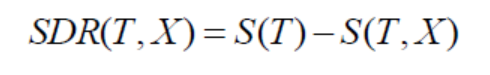 SDR(T, X) = S(T) − S(T, X)